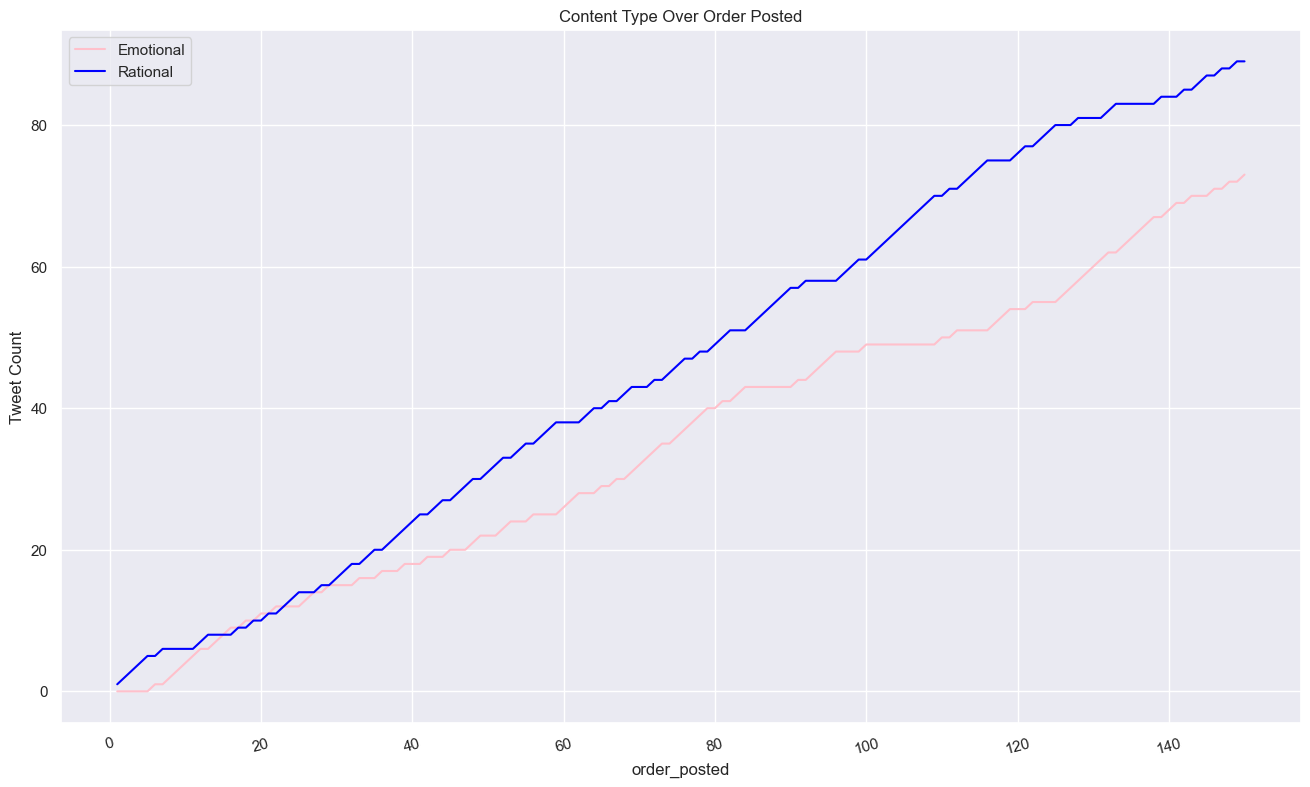 Content Type Over Order Posted
Emotional
Rational
Tweet Count
80
60
40
20
0
0 20 40 60 80 100 120 140
order_posted